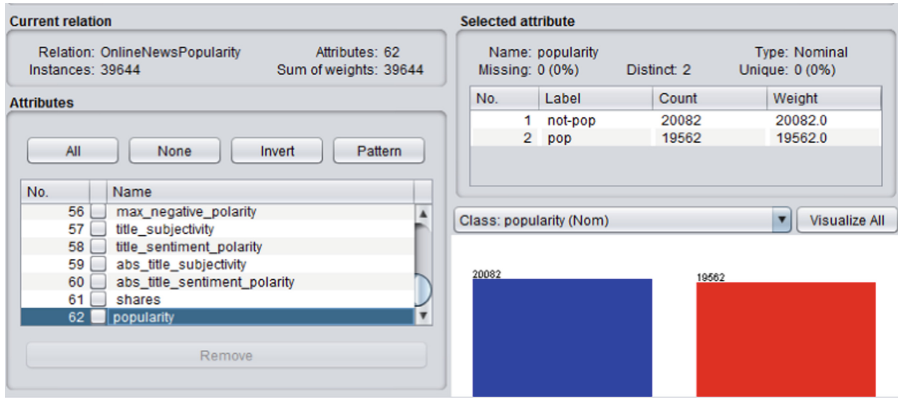 Current relation
Relation: OnlineNewsPopularity Attributes: 62
Instances: 39644 Sum of weights: 39644
Attributes
All None Invert Pattern
No. Name
56 max_negative_polarity
57 title_subjectivity
58 title_sentiment_polarity
59 abs_title_subjectivity
60 abs_title_sentiment_polarity
61 shares
62 popularity
Remove
Selected attribute
Name: popularity Type: Nominal
Missing: 0 (0%) Distinct: 2 Unique: 0 (0%)
No. Label Count Weight
1 not-pop 20082 20082.0
2 pop 19562 19562.0
Class: popularity (Nom) Visualize All
20082 19562